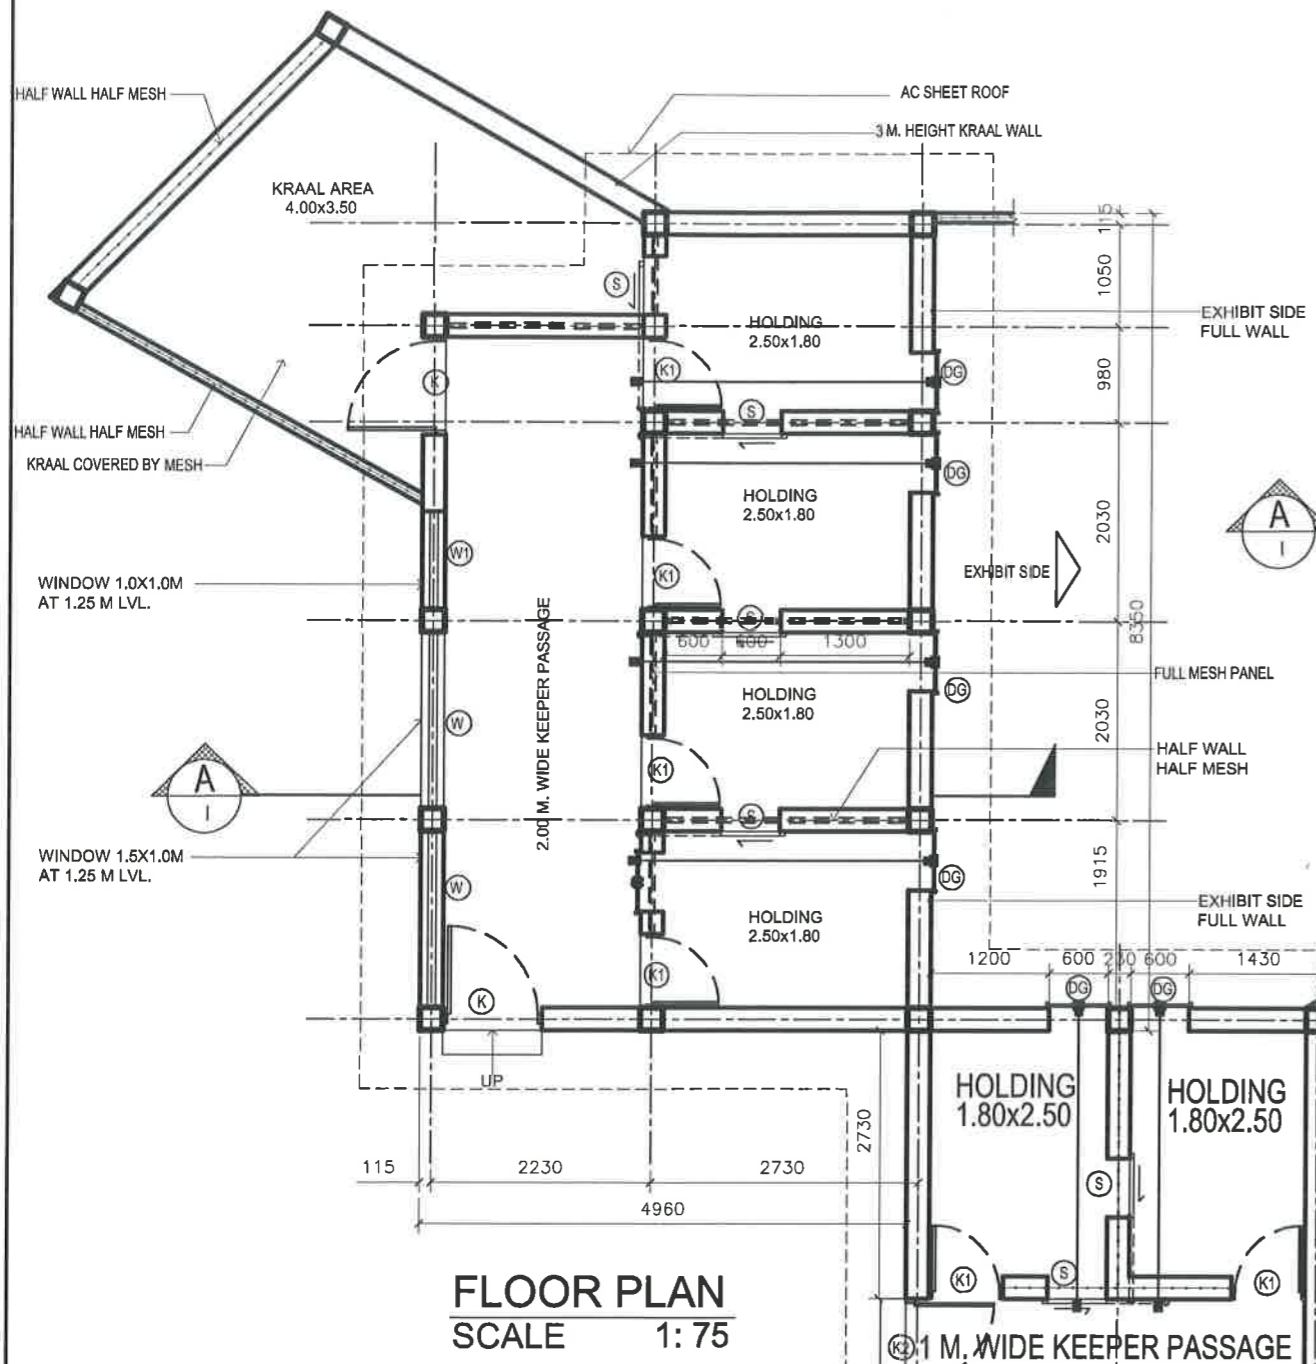 HALF WALL HALF MESH
AC SHEET ROOF
3 M. HEIGHT KRAAL WALL
KRAAL AREA
4.00x3.50
115
1050
S
HOLDING
2.50x1.80
EXHIBIT SIDE
FULL WALL
K
K1
DG
980
S
HALF WALL HALF MESH
KRAAL COVERED BY MESH
DG
HOLDING
2.50x1.80
A
1
2030
W1
EXHIBIT SIDE
K1
WINDOW 1.0X1.0M
AT 1.25 M LVL.
2.00 M. WIDE KEEPER PASSAGE
S
8350
600
600
1300
FULL MESH PANEL
HOLDING
2.50x1.80
DG
W
2030
HALF WALL
HALF MESH
A
1
K1
S
WINDOW 1.5X1.0M
AT 1.25 M LVL.
1915
W
DG
EXHIBIT SIDE
FULL WALL
HOLDING
2.50x1.80
1200
600
230
600
1430
K1
K
DG
DG
UP
HOLDING
1.80x2.50
HOLDING
1.80x2.50
2730
115
2230
2730
S
4960
K1
S
K1
FLOOR PLAN
SCALE 1: 75
K2
1 M. WIDE KEEPER PASSAGE